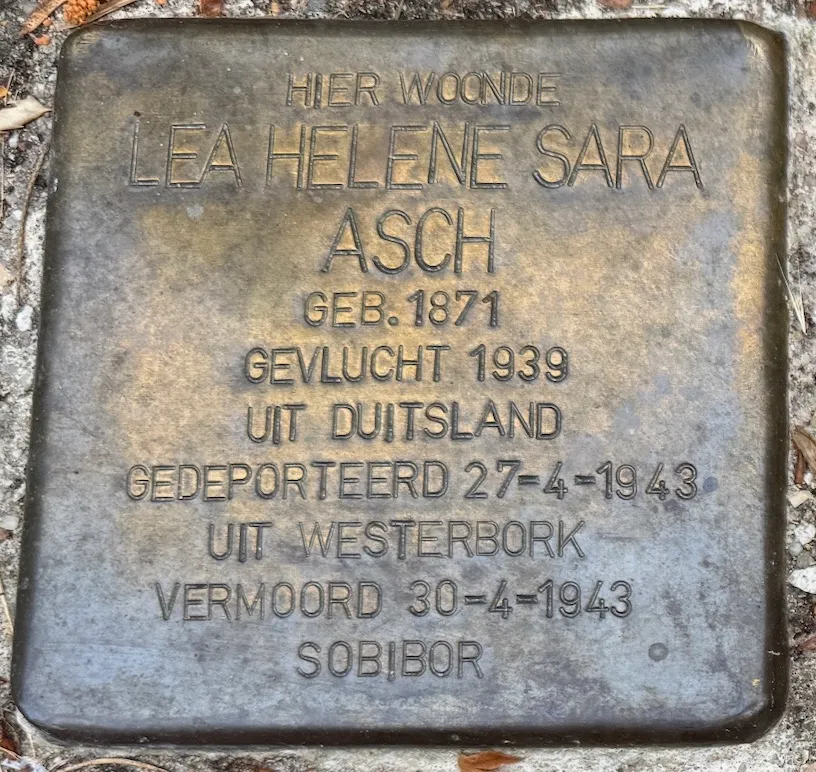 HIER WOONDE
LEA HELENE SARA
ASCH
GEB. 1871
GEVLUCHT 1939
UIT DUITSLAND
GEDEPORTEERD 27-4-1943
UIT WESTERBORK
VERMOORD 30-4-1943
SOBIBOR